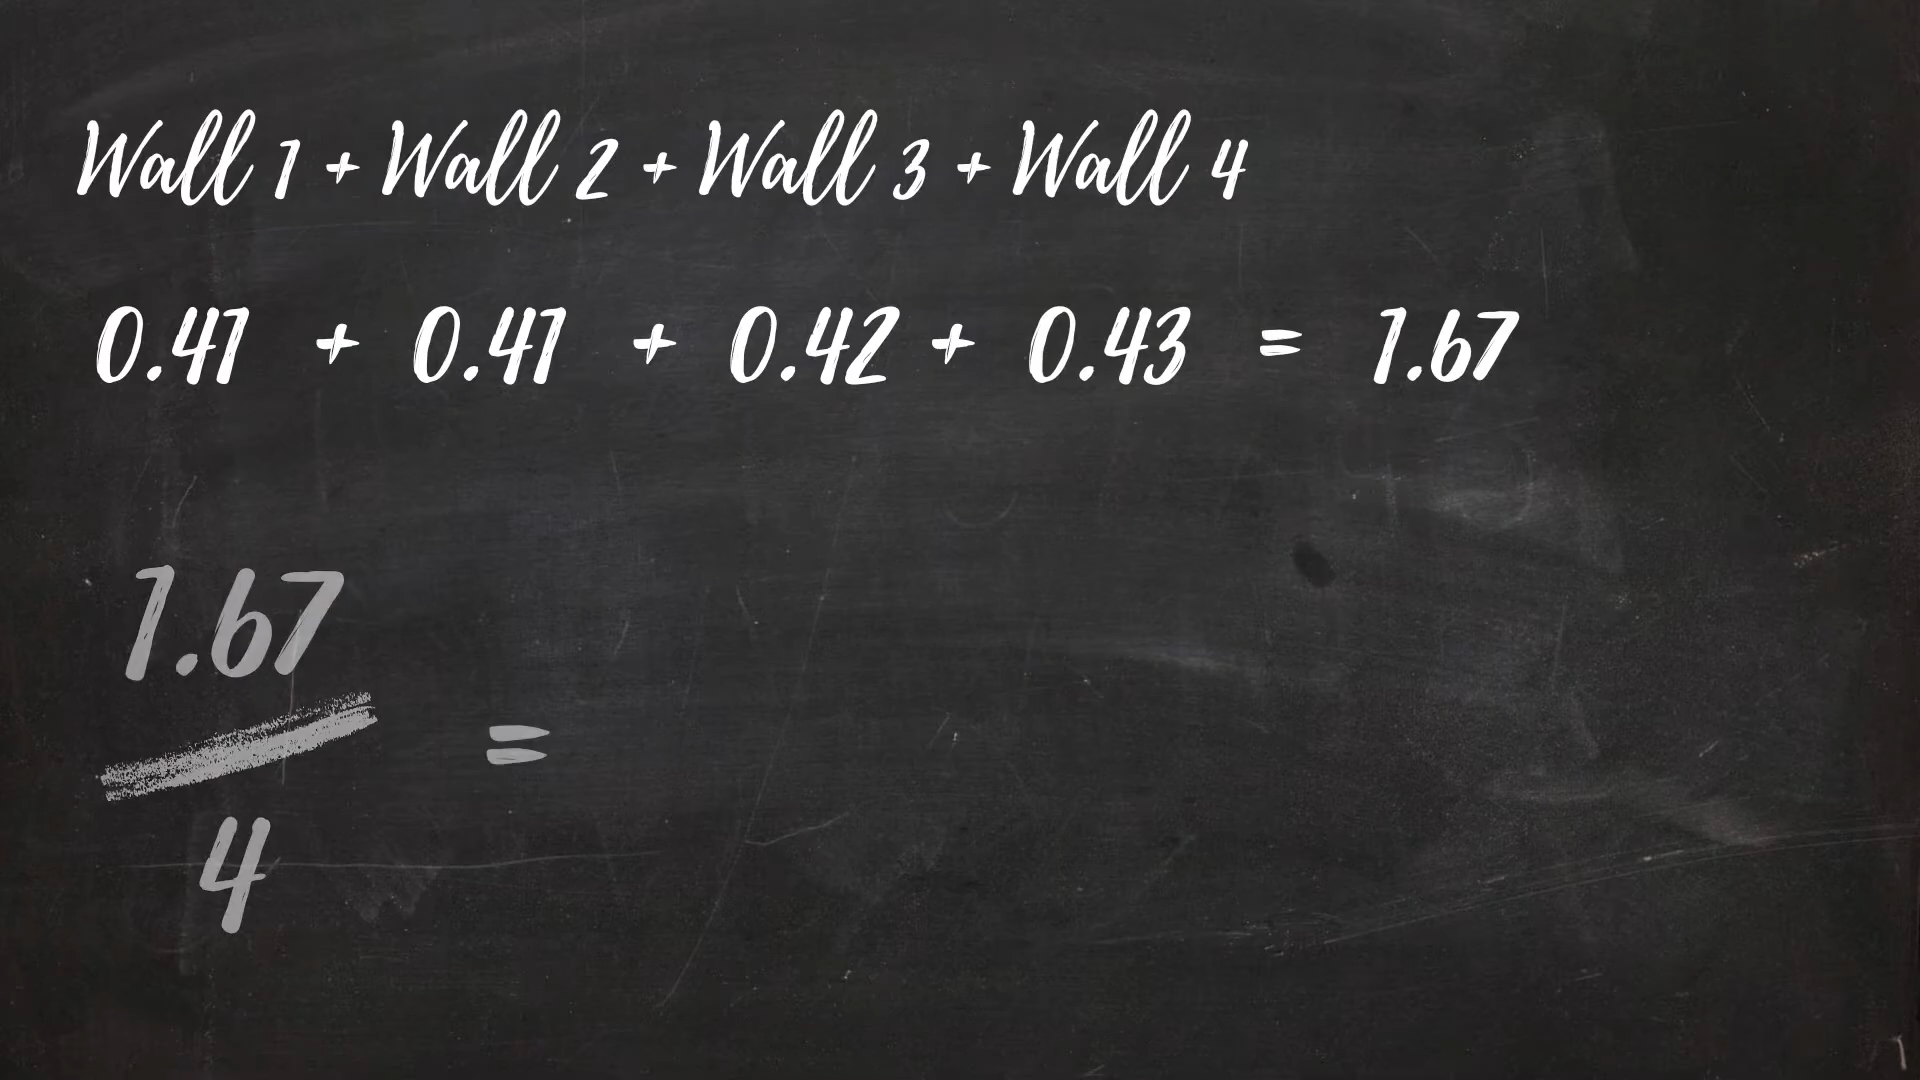 Wall 1 + Wall 2 + Wall 3 + Wall 4
0.41 + 0.41 + 0.42 + 0.43 = 1.67
1.67
=
4